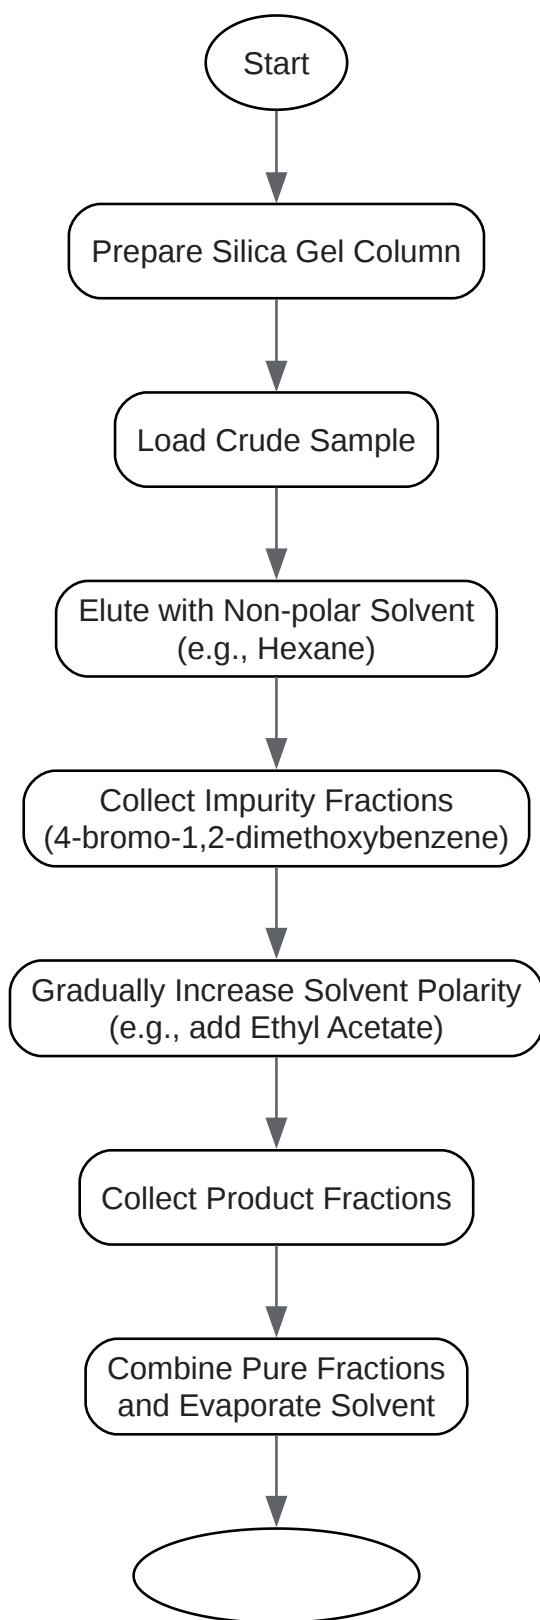 Start
Prepare Silica Gel Column
Load Crude Sample
Elute with Non-polar Solvent
(e.g., Hexane)
Collect Impurity Fractions
(4-bromo-1,2-dimethoxybenzene)
Gradually Increase Solvent Polarity
(e.g., add Ethyl Acetate)
Collect Product Fractions
Combine Pure Fractions
and Evaporate Solvent